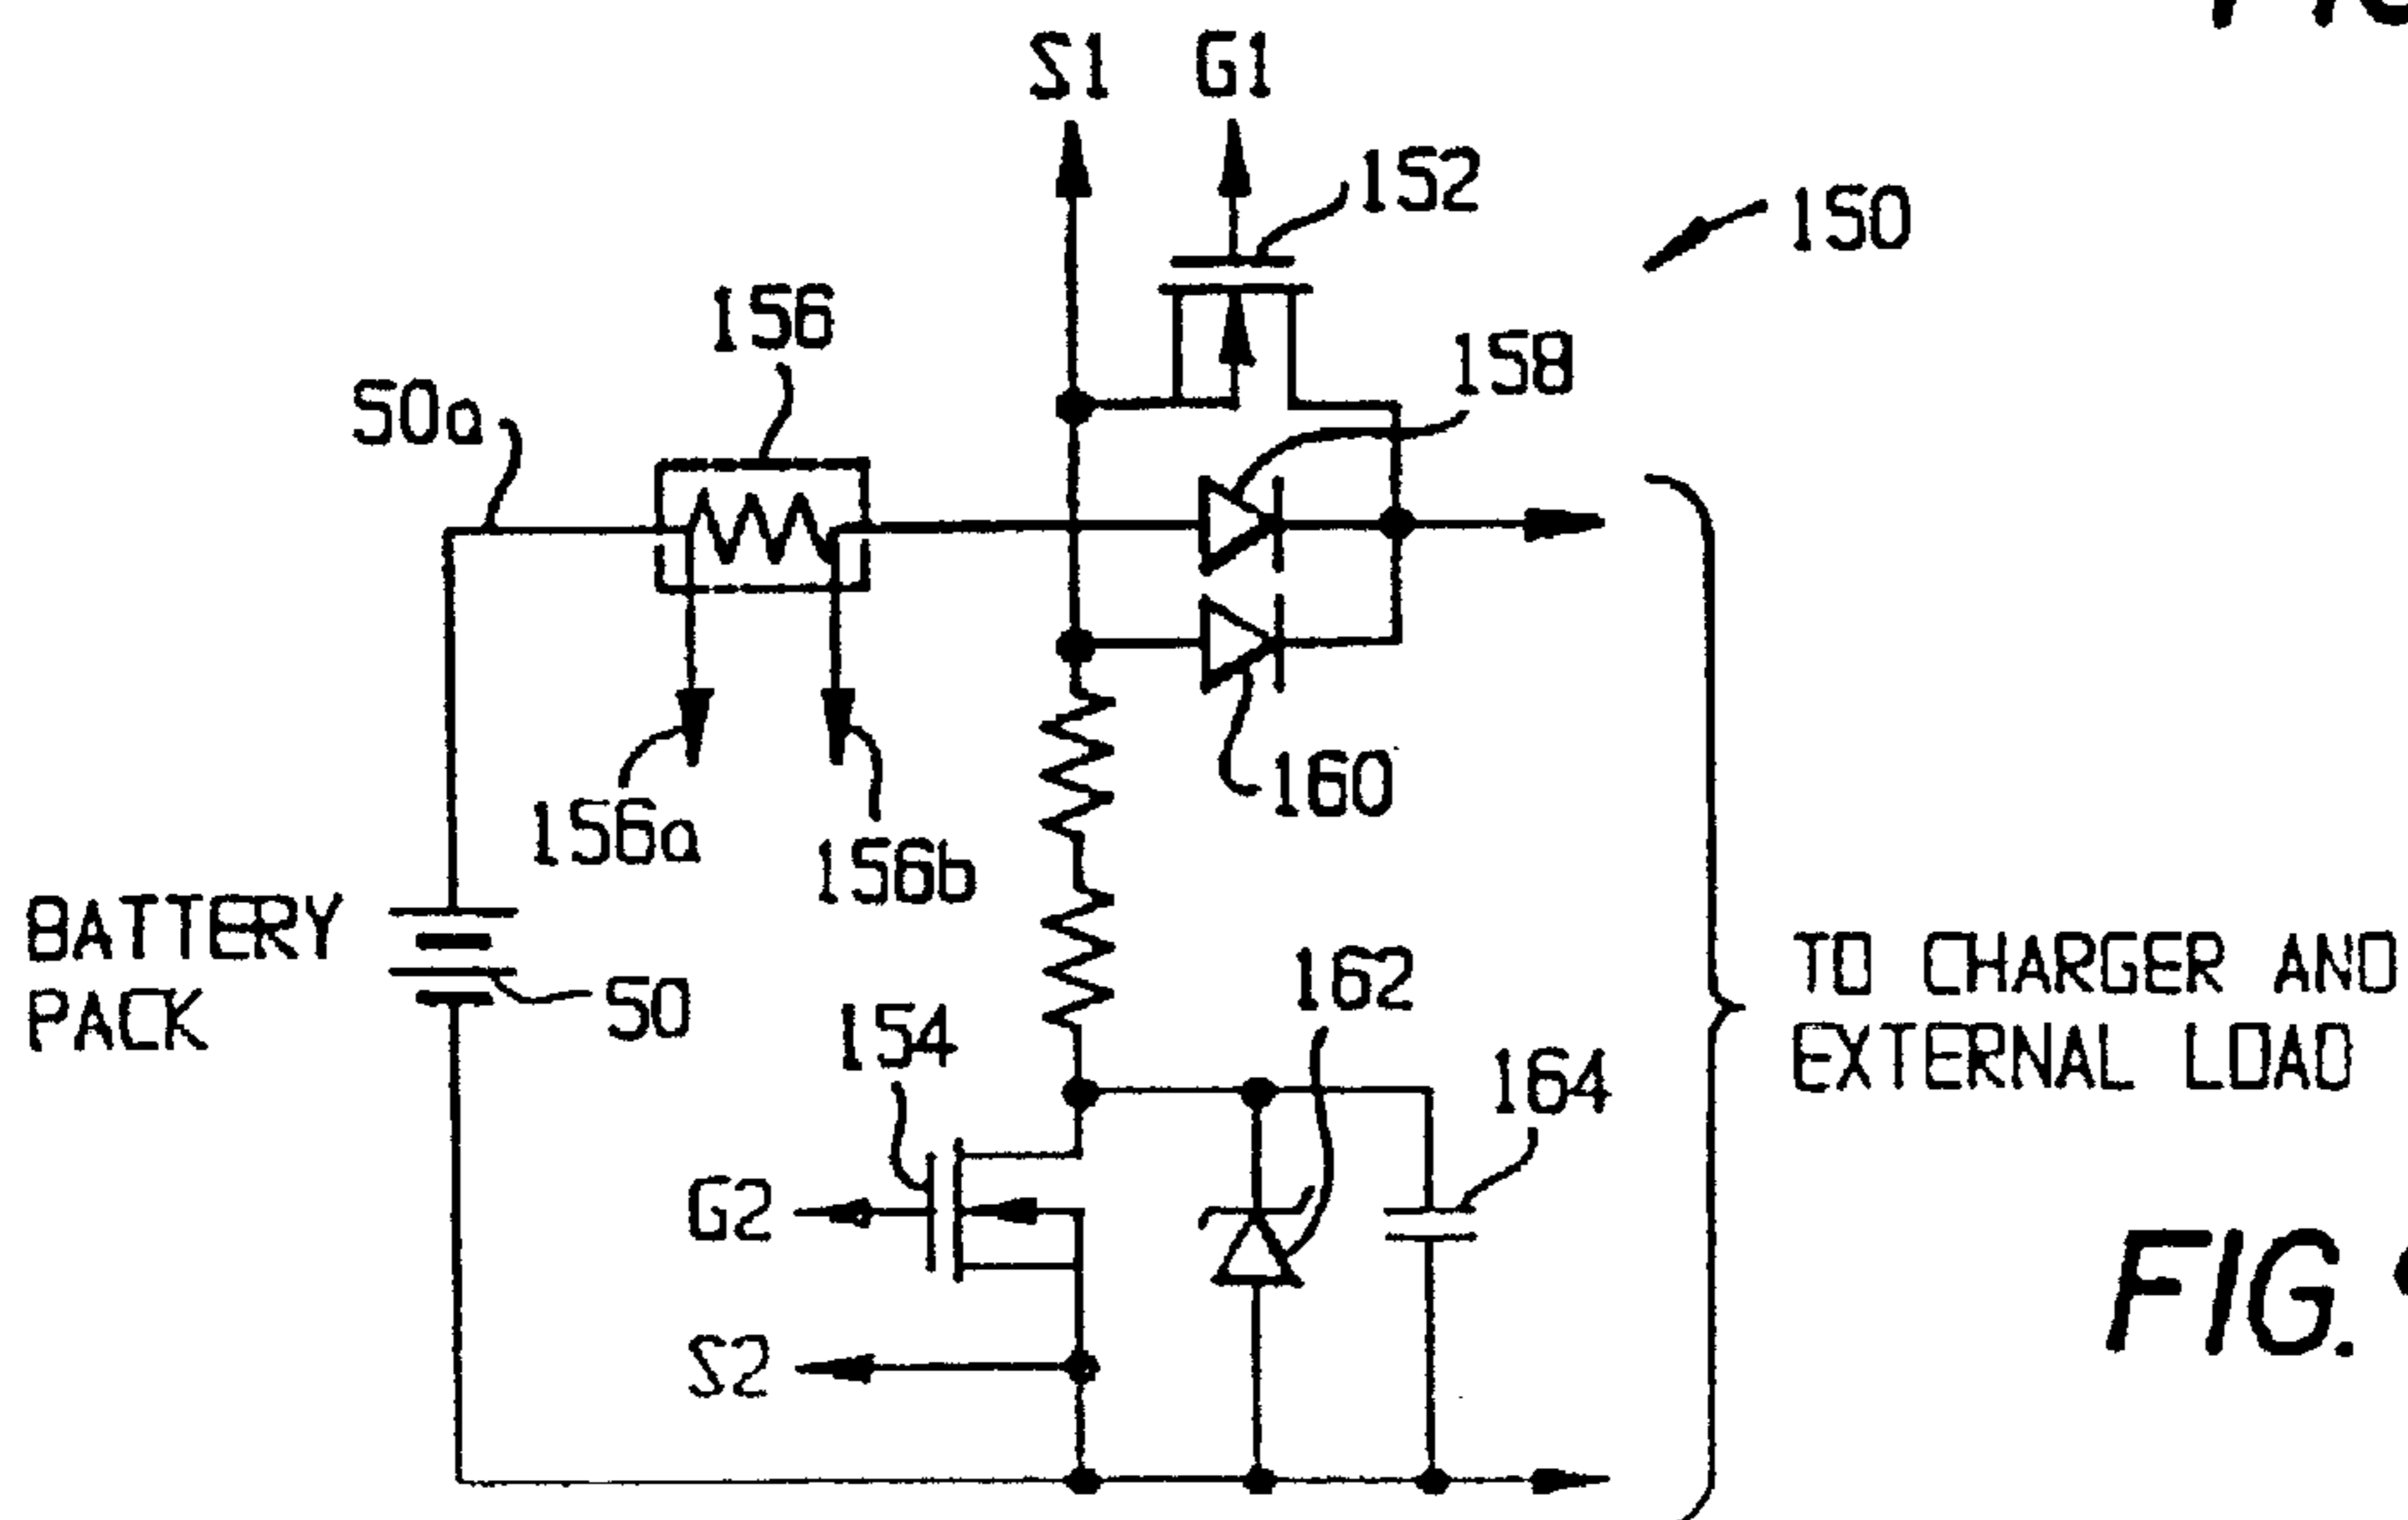 S1 G1
152
150
156
158
50a
160
156a
156b
BATTERY
PACK
50
162
154
164
TO CHARGER AND
EXTERNAL LOAD
G2
S2
FIG.